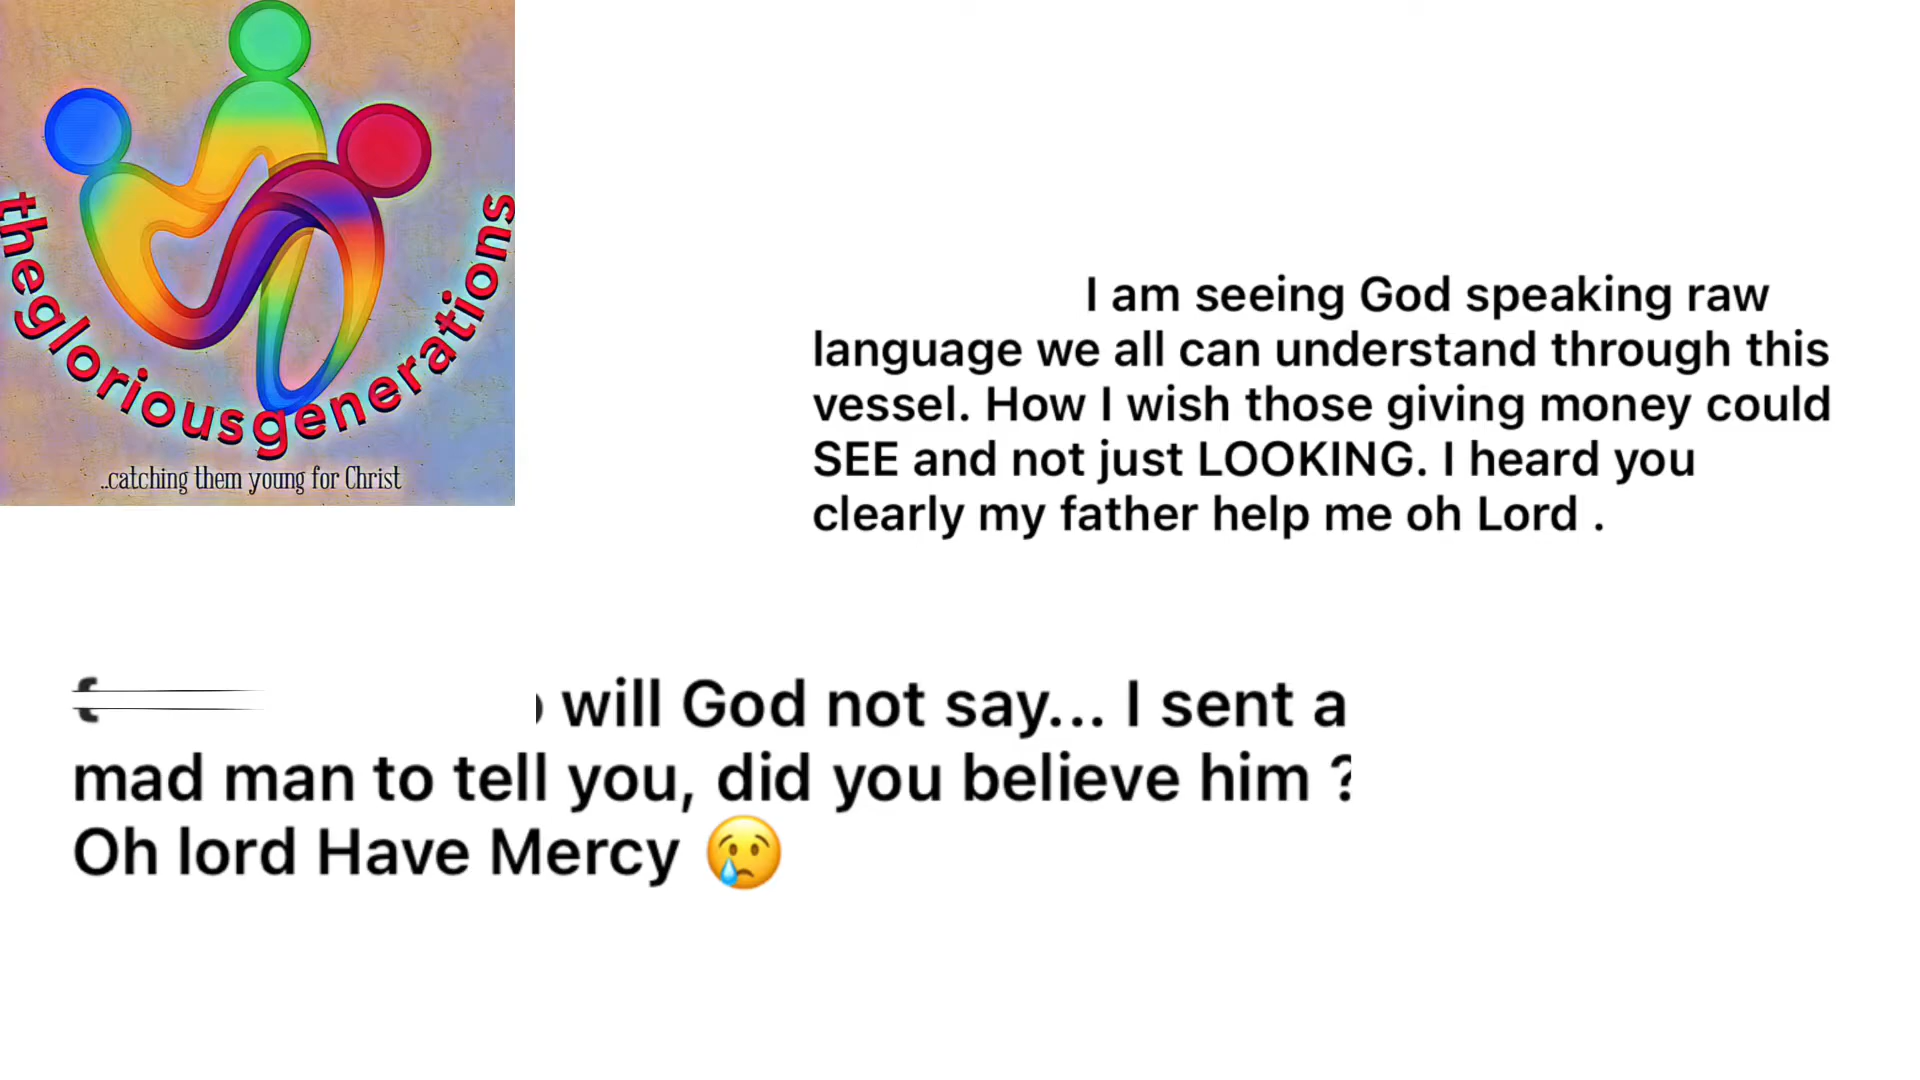 thegloriousgenerations
..catching them young for Christ
I am seeing God speaking raw
language we all can understand through this
vessel. How I wish those giving money could
SEE and not just LOOKING. I heard you
clearly my father help me oh Lord .
will God not say... I sent a
mad man to tell you, did you believe him ?
Oh lord Have Mercy 😢